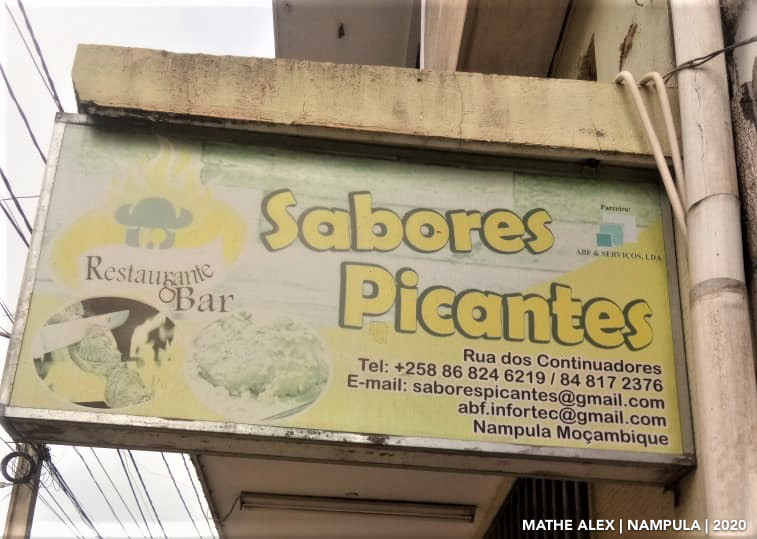 Sabores
Picantes
Restaurante
& Bar
Parceiro:
ABF & SERVIÇOS, LDA
Rua dos Continuadores
Tel: +258 86 824 6219 / 84 817 2376
E-mail: saborespicantes@gmail.com
abf.infortec@gmail.com
Nampula Moçambique
MATHE ALEX | NAMPULA | 2020